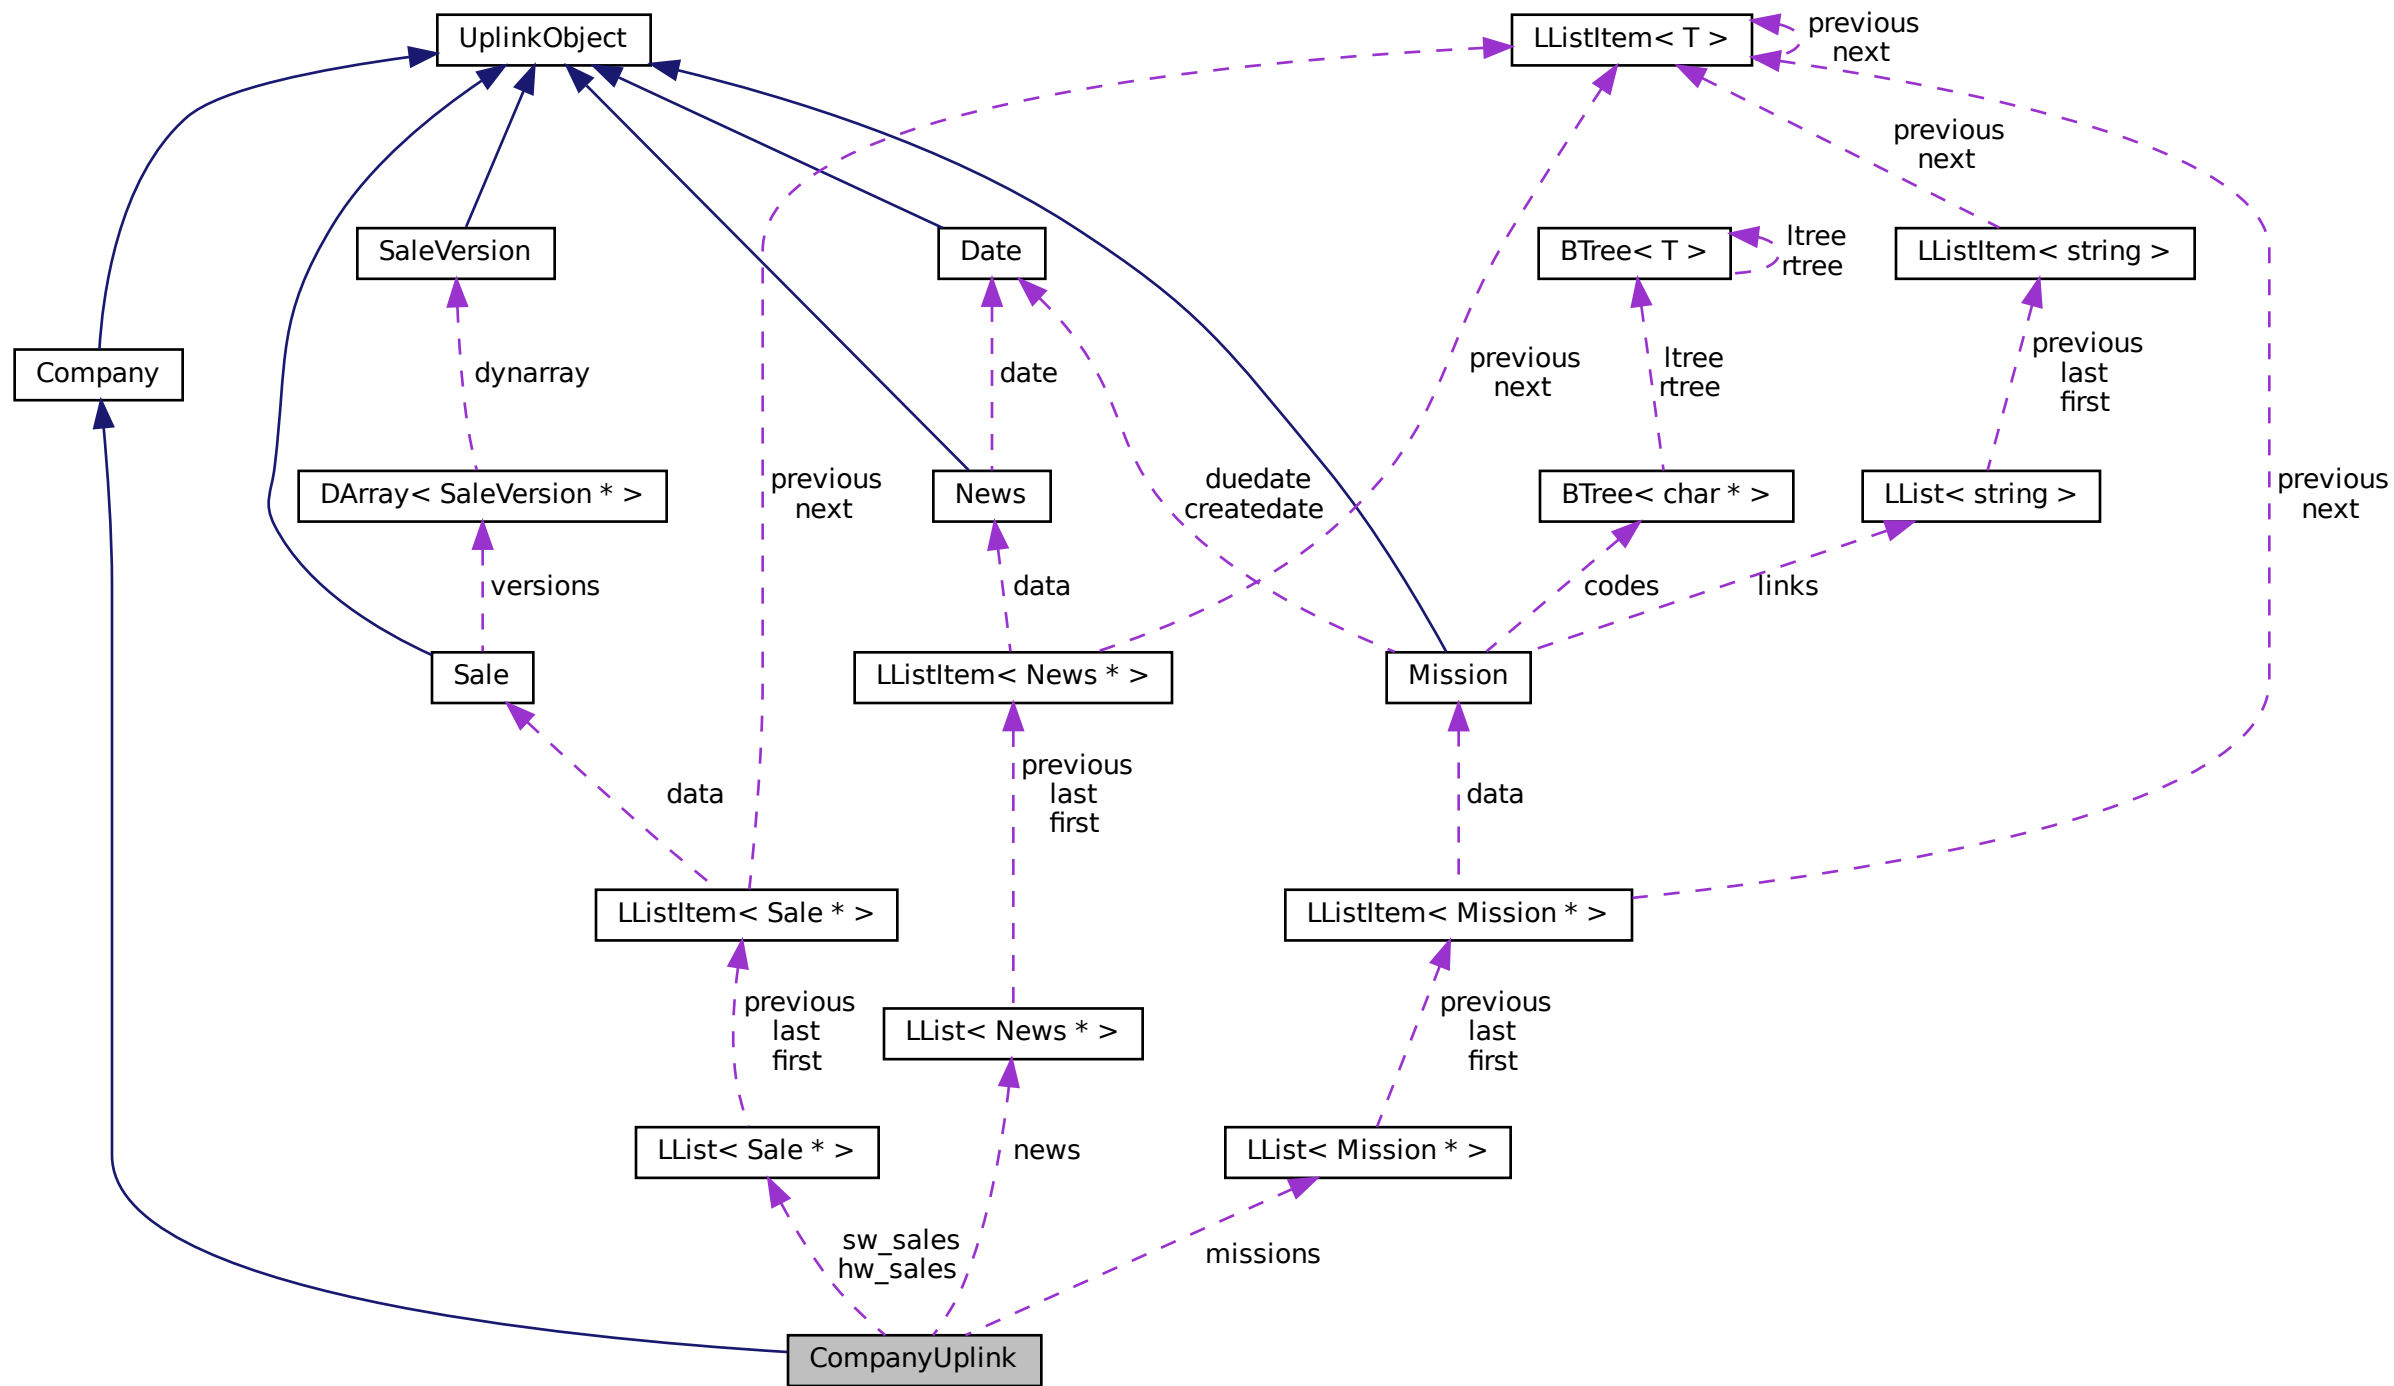 UplinkObject
LListItem< T >
previous
next
previous
next
SaleVersion
Date
BTree< T >
ltree
rtree
LListItem< string >
Company
dynarray
date
previous
next
ltree
rtree
previous
last
first
DArray< SaleVersion * >
previous
next
News
duedate
createdate
BTree< char * >
LList< string >
previous
next
versions
data
codes
links
Sale
LListItem< News * >
Mission
data
previous
last
first
data
LListItem< Sale * >
LListItem< Mission * >
previous
last
first
LList< News * >
previous
last
first
LList< Sale * >
news
LList< Mission * >
sw_sales
hw_sales
missions
CompanyUplink